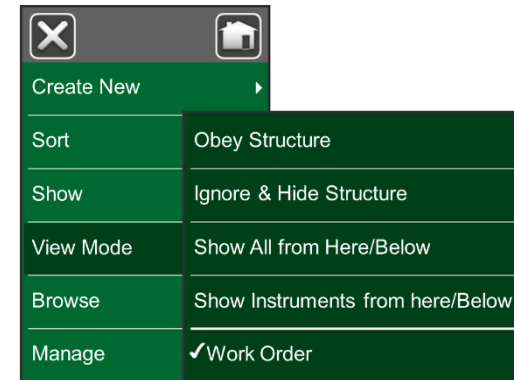 Create New
Sort
Obey Structure
Show
Ignore & Hide Structure
View Mode
Show All from Here/Below
Browse
Show Instruments from here/Below
Manage
✓Work Order